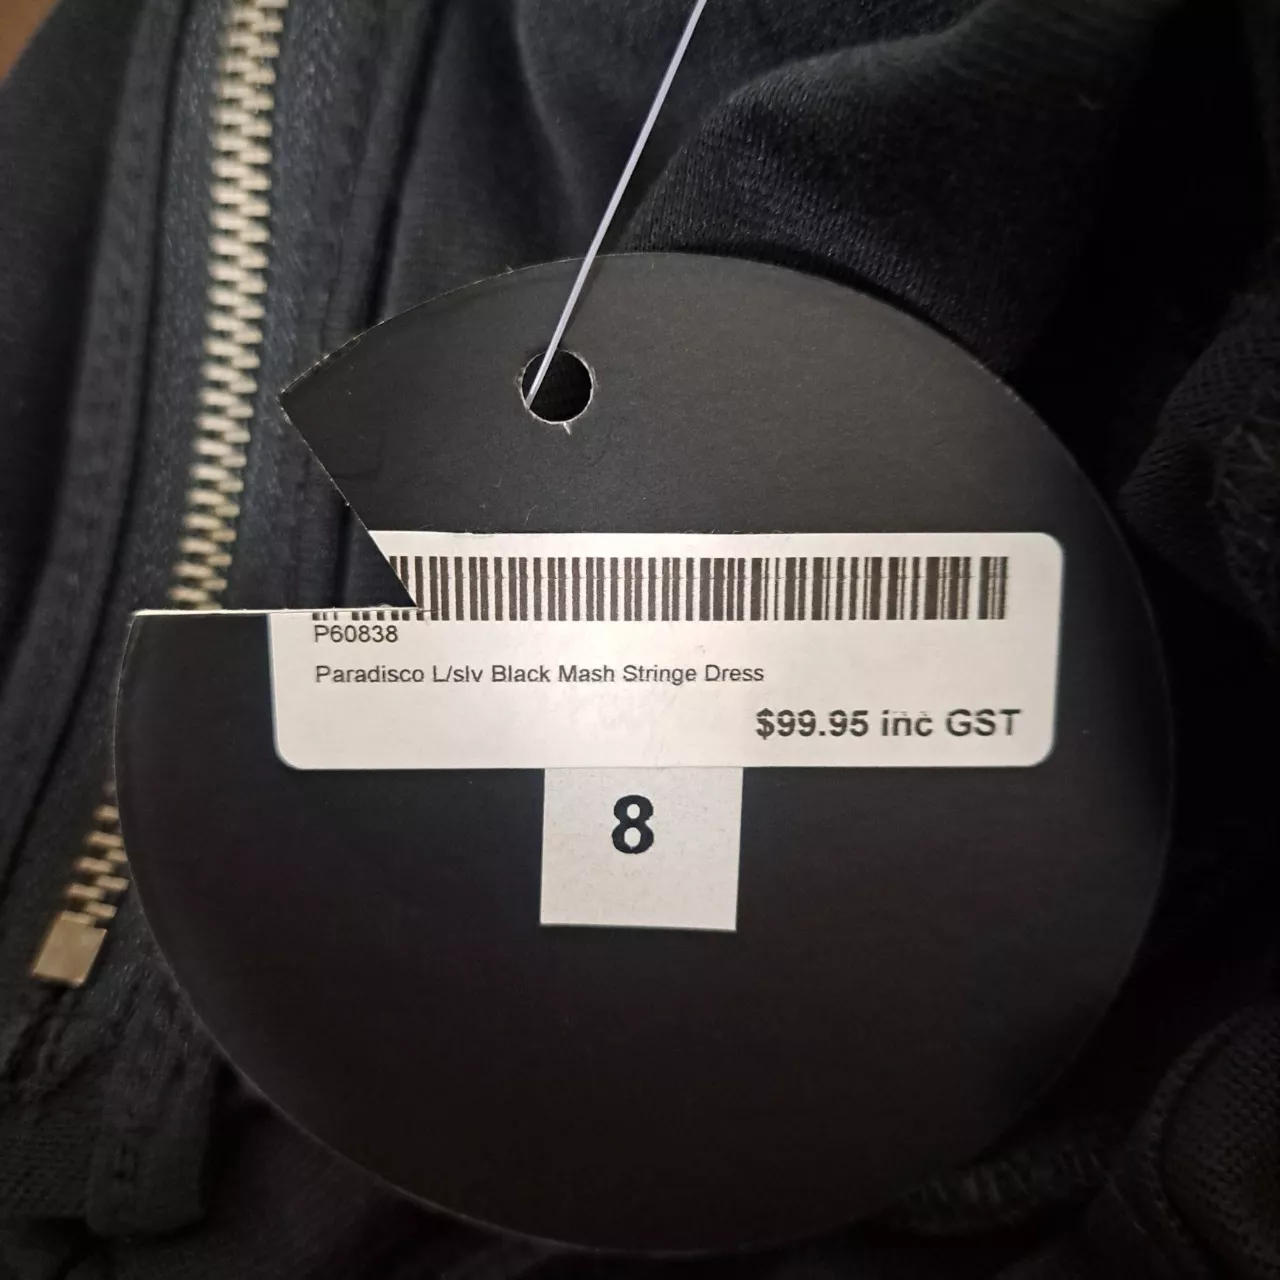 P60838
Paradisco L/slv Black Mash Stringe Dress
$99.95 inc GST
8